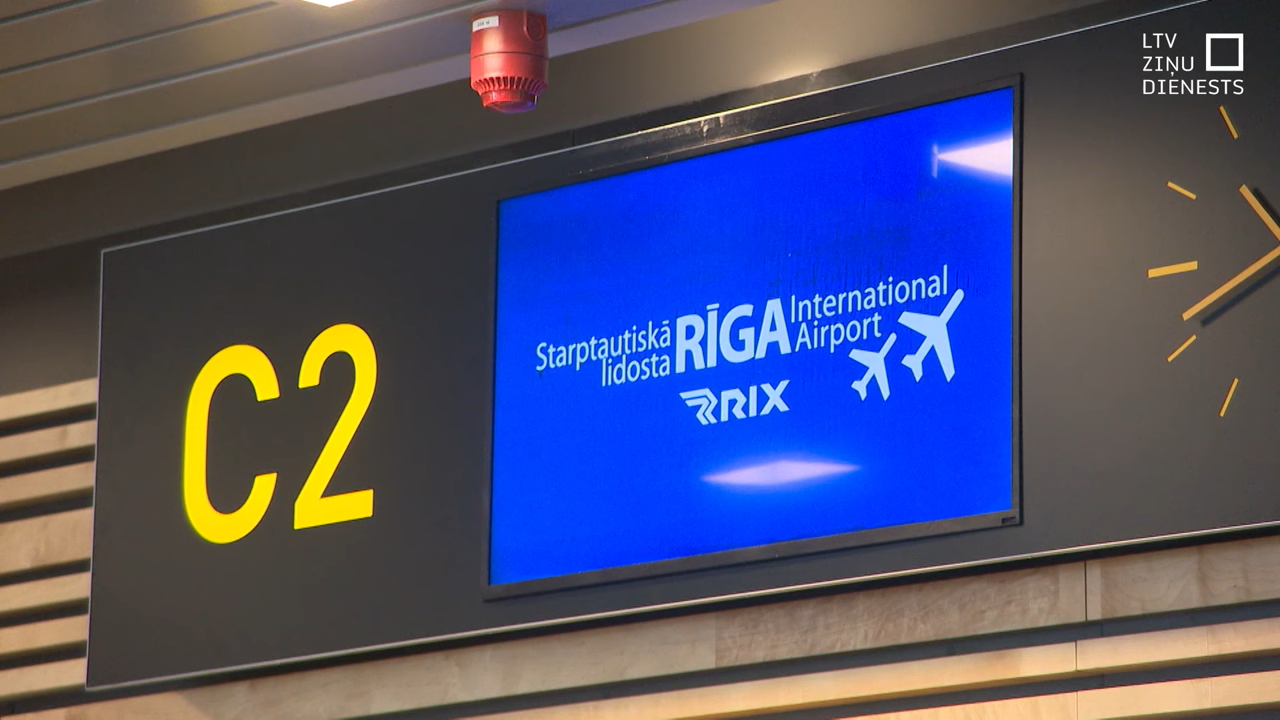 LTV
ZIŅU
DIENESTS
C2
Starptautiskā
lidosta
RĪGA
International
Airport
RIX